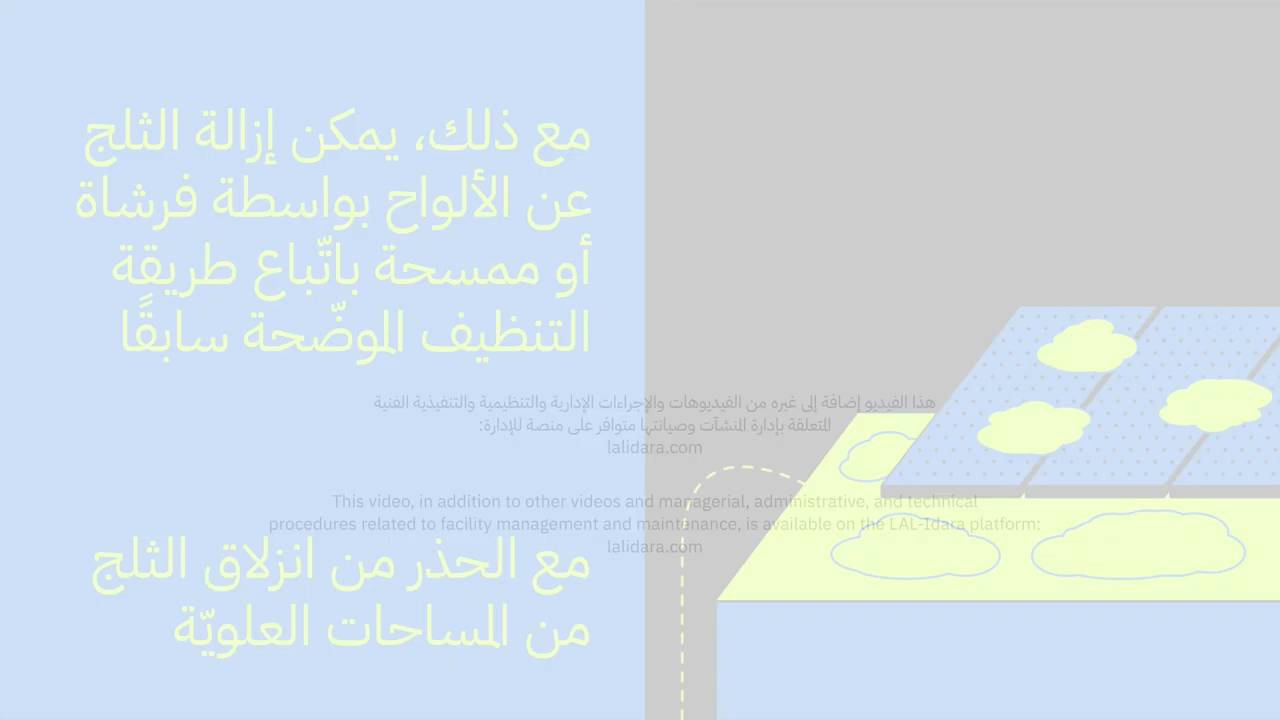 مع ذلك، يمكن إزالة الثلج
عن الألواح بواسطة فرشاة
أو ممسحة باتّباع طريقة
التنظيف الموضّحة سابقًا
هذا الفيديو إضافة إلى غيره من الفيديوهات والإجراءات الإدارية والتنظيمية والتنفيذية الفنية
المتعلقة بإدارة المنشآت وصيانتها متوافر على منصة للإدارة:
lalidara.com
This video, in addition to other videos and managerial, administrative, and technical
procedures related to facility management and maintenance, is available on the LAL-Idara platform:
lalidara.com
مع الحذر من انزلاق الثلج
من المساحات العلويّة